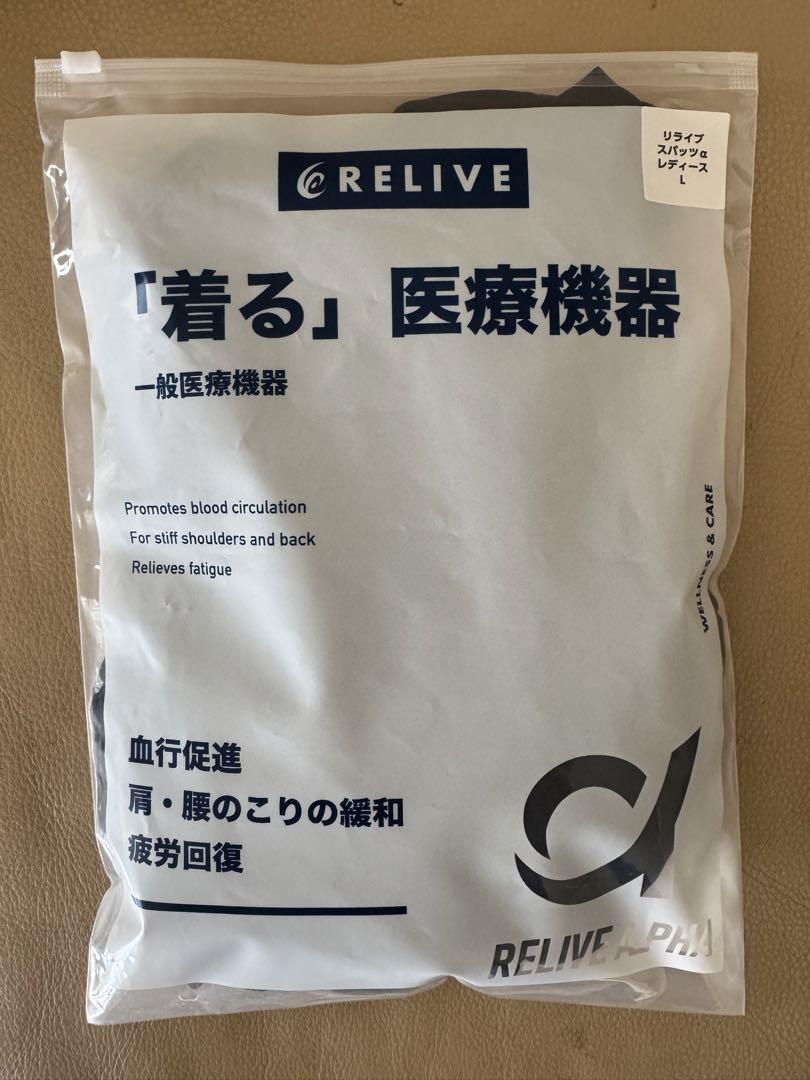 リライブ
スパッツα
レディース
L
RELIVE
「着る」医療機器
一般医療機器
Promotes blood circulation
For stiff shoulders and back
Relieves fatigue
WELLNESS & CARE
血行促進
肩・腰のこりの緩和
疲労回復
RELIVE ALPHA